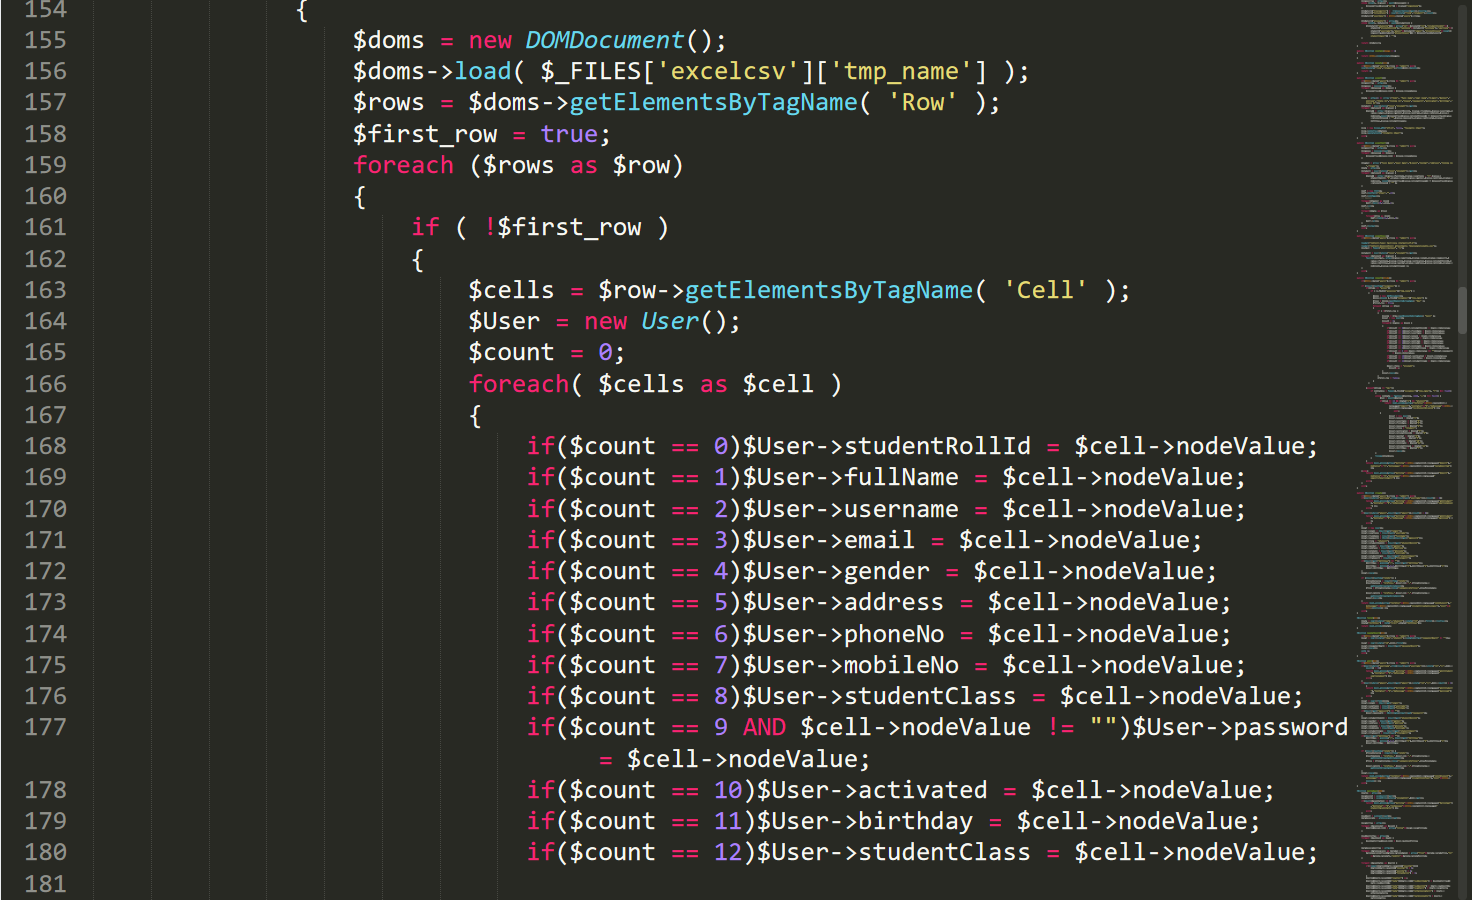 154 {
155 $doms = new DOMDocument();
156 $doms->load( $_FILES['excelcsv']['tmp_name'] );
157 $rows = $doms->getElementsByTagName( 'Row' );
158 $first_row = true;
159 foreach ($rows as $row)
160 {
161 if ( !$first_row )
162 {
163 $cells = $row->getElementsByTagName( 'Cell' );
164 $User = new User();
165 $count = 0;
166 foreach( $cells as $cell )
167 {
168 if($count == 0)$User->studentRollId = $cell->nodeValue;
169 if($count == 1)$User->fullName = $cell->nodeValue;
170 if($count == 2)$User->username = $cell->nodeValue;
171 if($count == 3)$User->email = $cell->nodeValue;
172 if($count == 4)$User->gender = $cell->nodeValue;
173 if($count == 5)$User->address = $cell->nodeValue;
174 if($count == 6)$User->phoneNo = $cell->nodeValue;
175 if($count == 7)$User->mobileNo = $cell->nodeValue;
176 if($count == 8)$User->studentClass = $cell->nodeValue;
177 if($count == 9 AND $cell->nodeValue != "")$User->password
= $cell->nodeValue;
178 if($count == 10)$User->activated = $cell->nodeValue;
179 if($count == 11)$User->birthday = $cell->nodeValue;
180 if($count == 12)$User->studentClass = $cell->nodeValue;
181